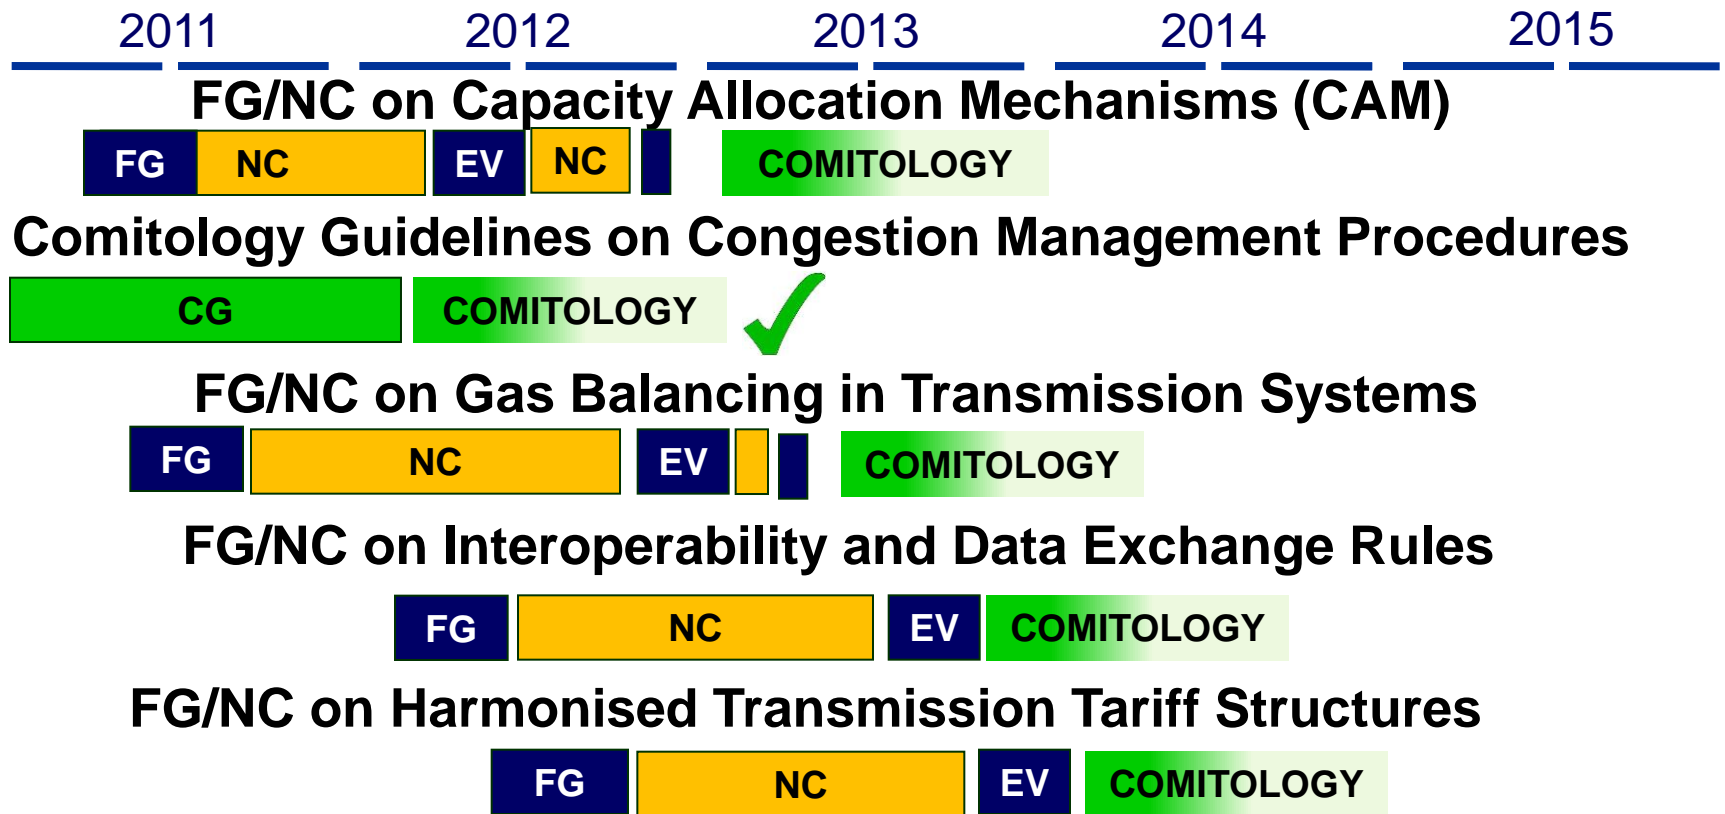 2011 2012 2013 2014 2015
FG/NC on Capacity Allocation Mechanisms (CAM)
FG NC EV NC COMITOLOGY
Comitology Guidelines on Congestion Management Procedures
CG COMITOLOGY
FG/NC on Gas Balancing in Transmission Systems
FG NC EV COMITOLOGY
FG/NC on Interoperability and Data Exchange Rules
FG NC EV COMITOLOGY
FG/NC on Harmonised Transmission Tariff Structures
FG NC EV COMITOLOGY